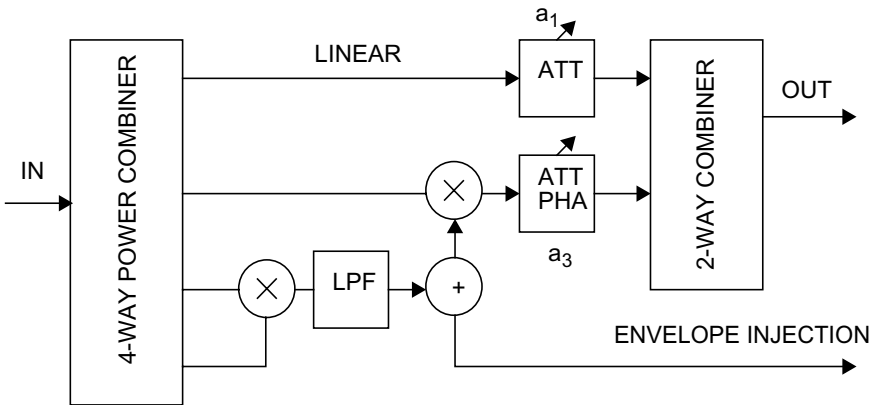 a1
LINEAR
ATT
OUT
IN
4-WAY POWER COMBINER
×
ATT
PHA
a3
2-WAY COMBINER
×
LPF
+
ENVELOPE INJECTION